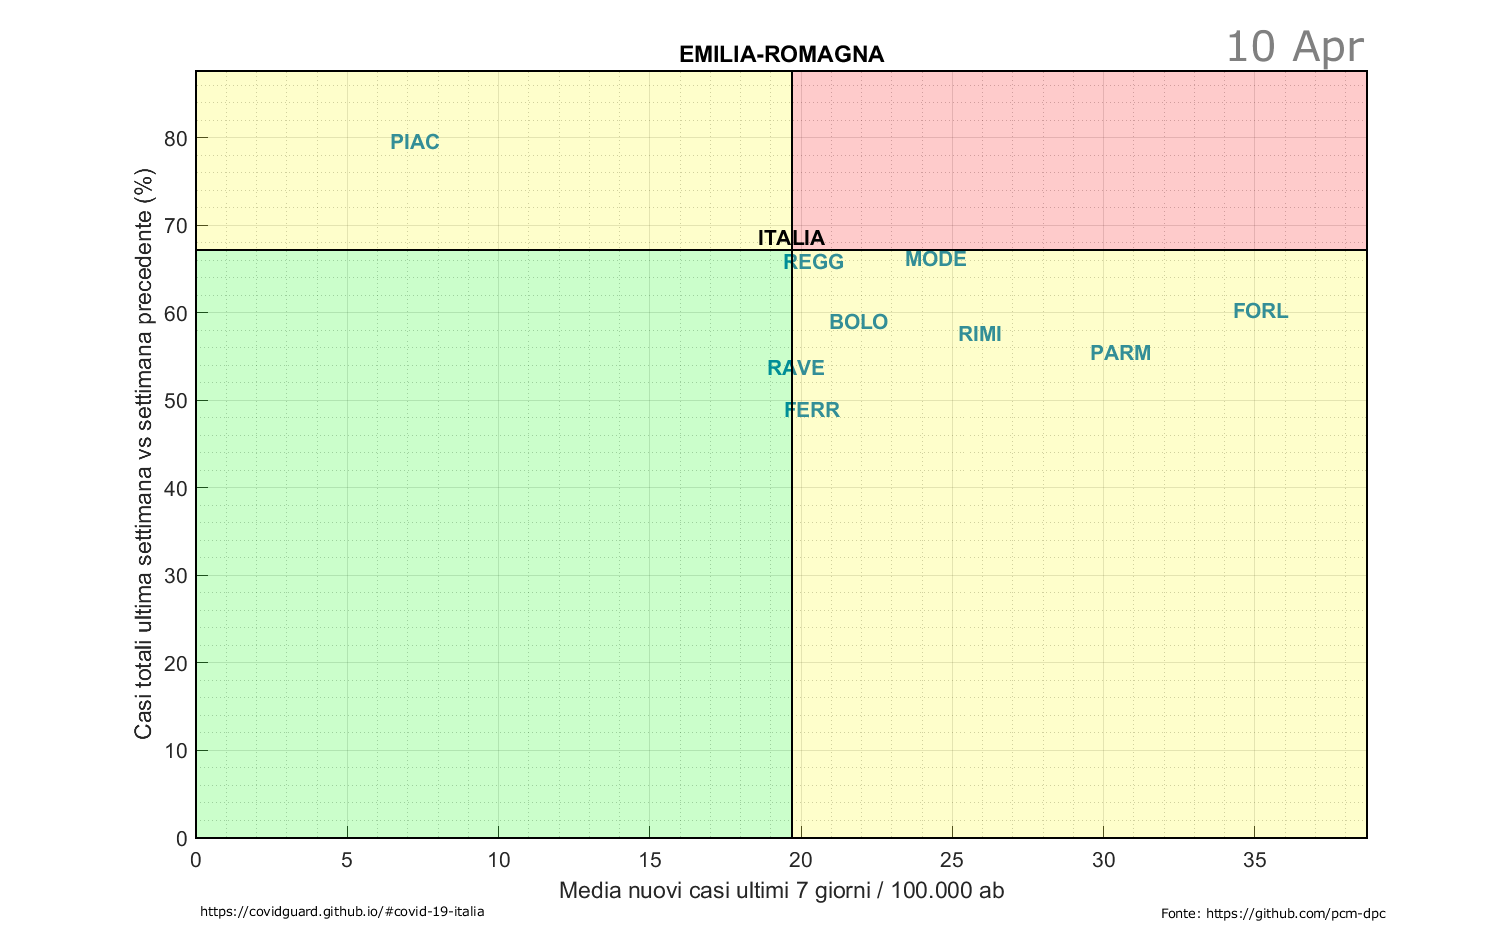 EMILIA-ROMAGNA
10 Apr
Casi totali ultima settimana vs settimana precedente (%)
80
70
60
50
40
30
20
10
0
PIAC
ITALIA
REGG
MODE
FORL
BOLO
RIMI
PARM
RAVE
FERR
0 5 10 15 20 25 30 35
Media nuovi casi ultimi 7 giorni / 100.000 ab
https://covidguard.github.io/#covid-19-italia
Fonte: https://github.com/pcm-dpc